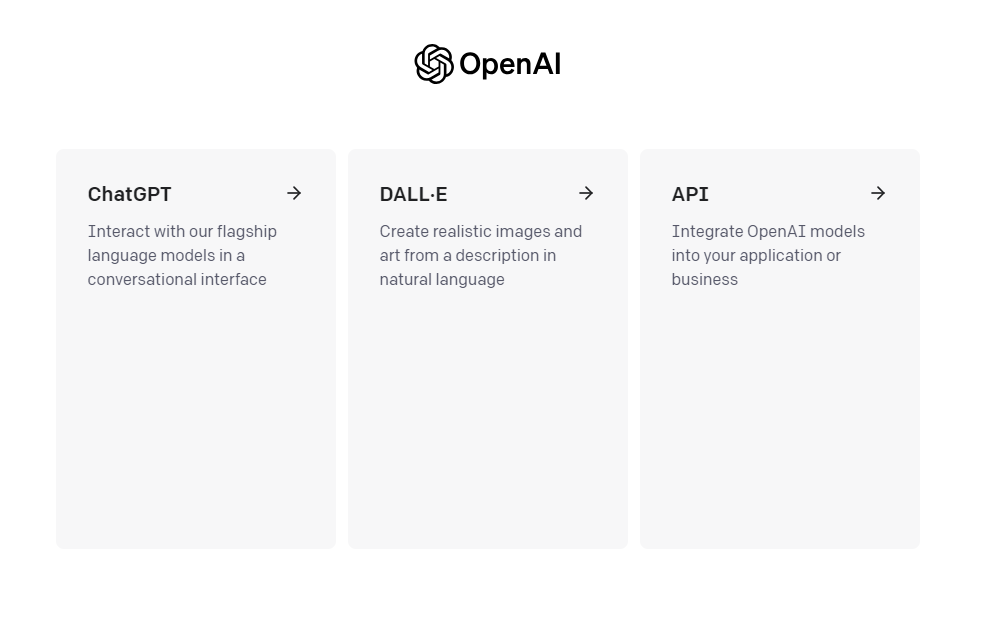 OpenAI
ChatGPT
Interact with our flagship
language models in a
conversational interface
DALL·E
Create realistic images and
art from a description in
natural language
API
Integrate OpenAI models
into your application or
business